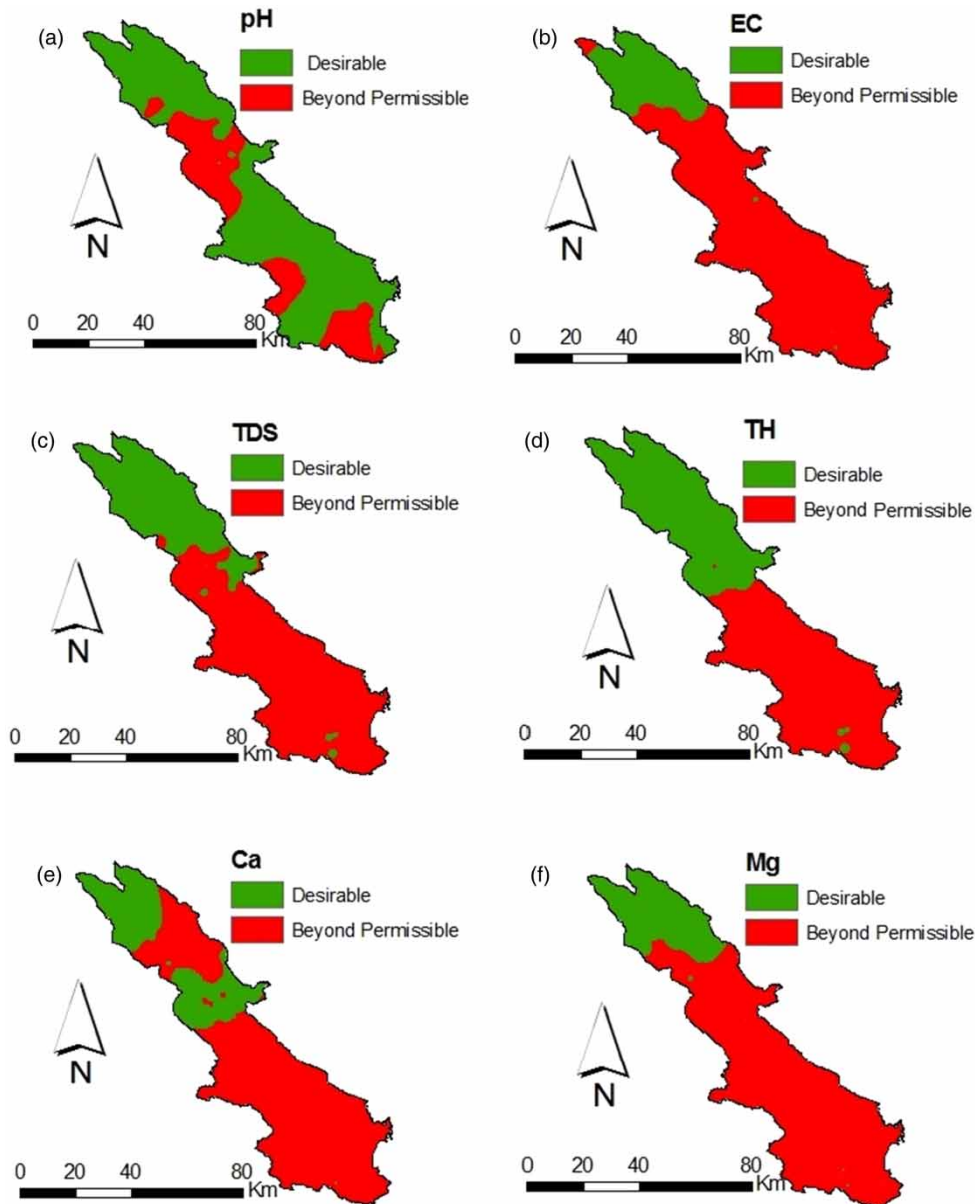 (a)
pH
Desirable
Beyond Permissible
N
0 20 40 80
Km
(b)
EC
Desirable
Beyond Permissible
N
0 20 40 80
Km
(c)
TDS
Desirable
Beyond Permissible
N
0 20 40 80
Km
(d)
TH
Desirable
Beyond Permissible
N
0 20 40 80
Km
(e)
Ca
Desirable
Beyond Permissible
N
0 20 40 80
Km
(f)
Mg
Desirable
Beyond Permissible
N
0 20 40 80
Km